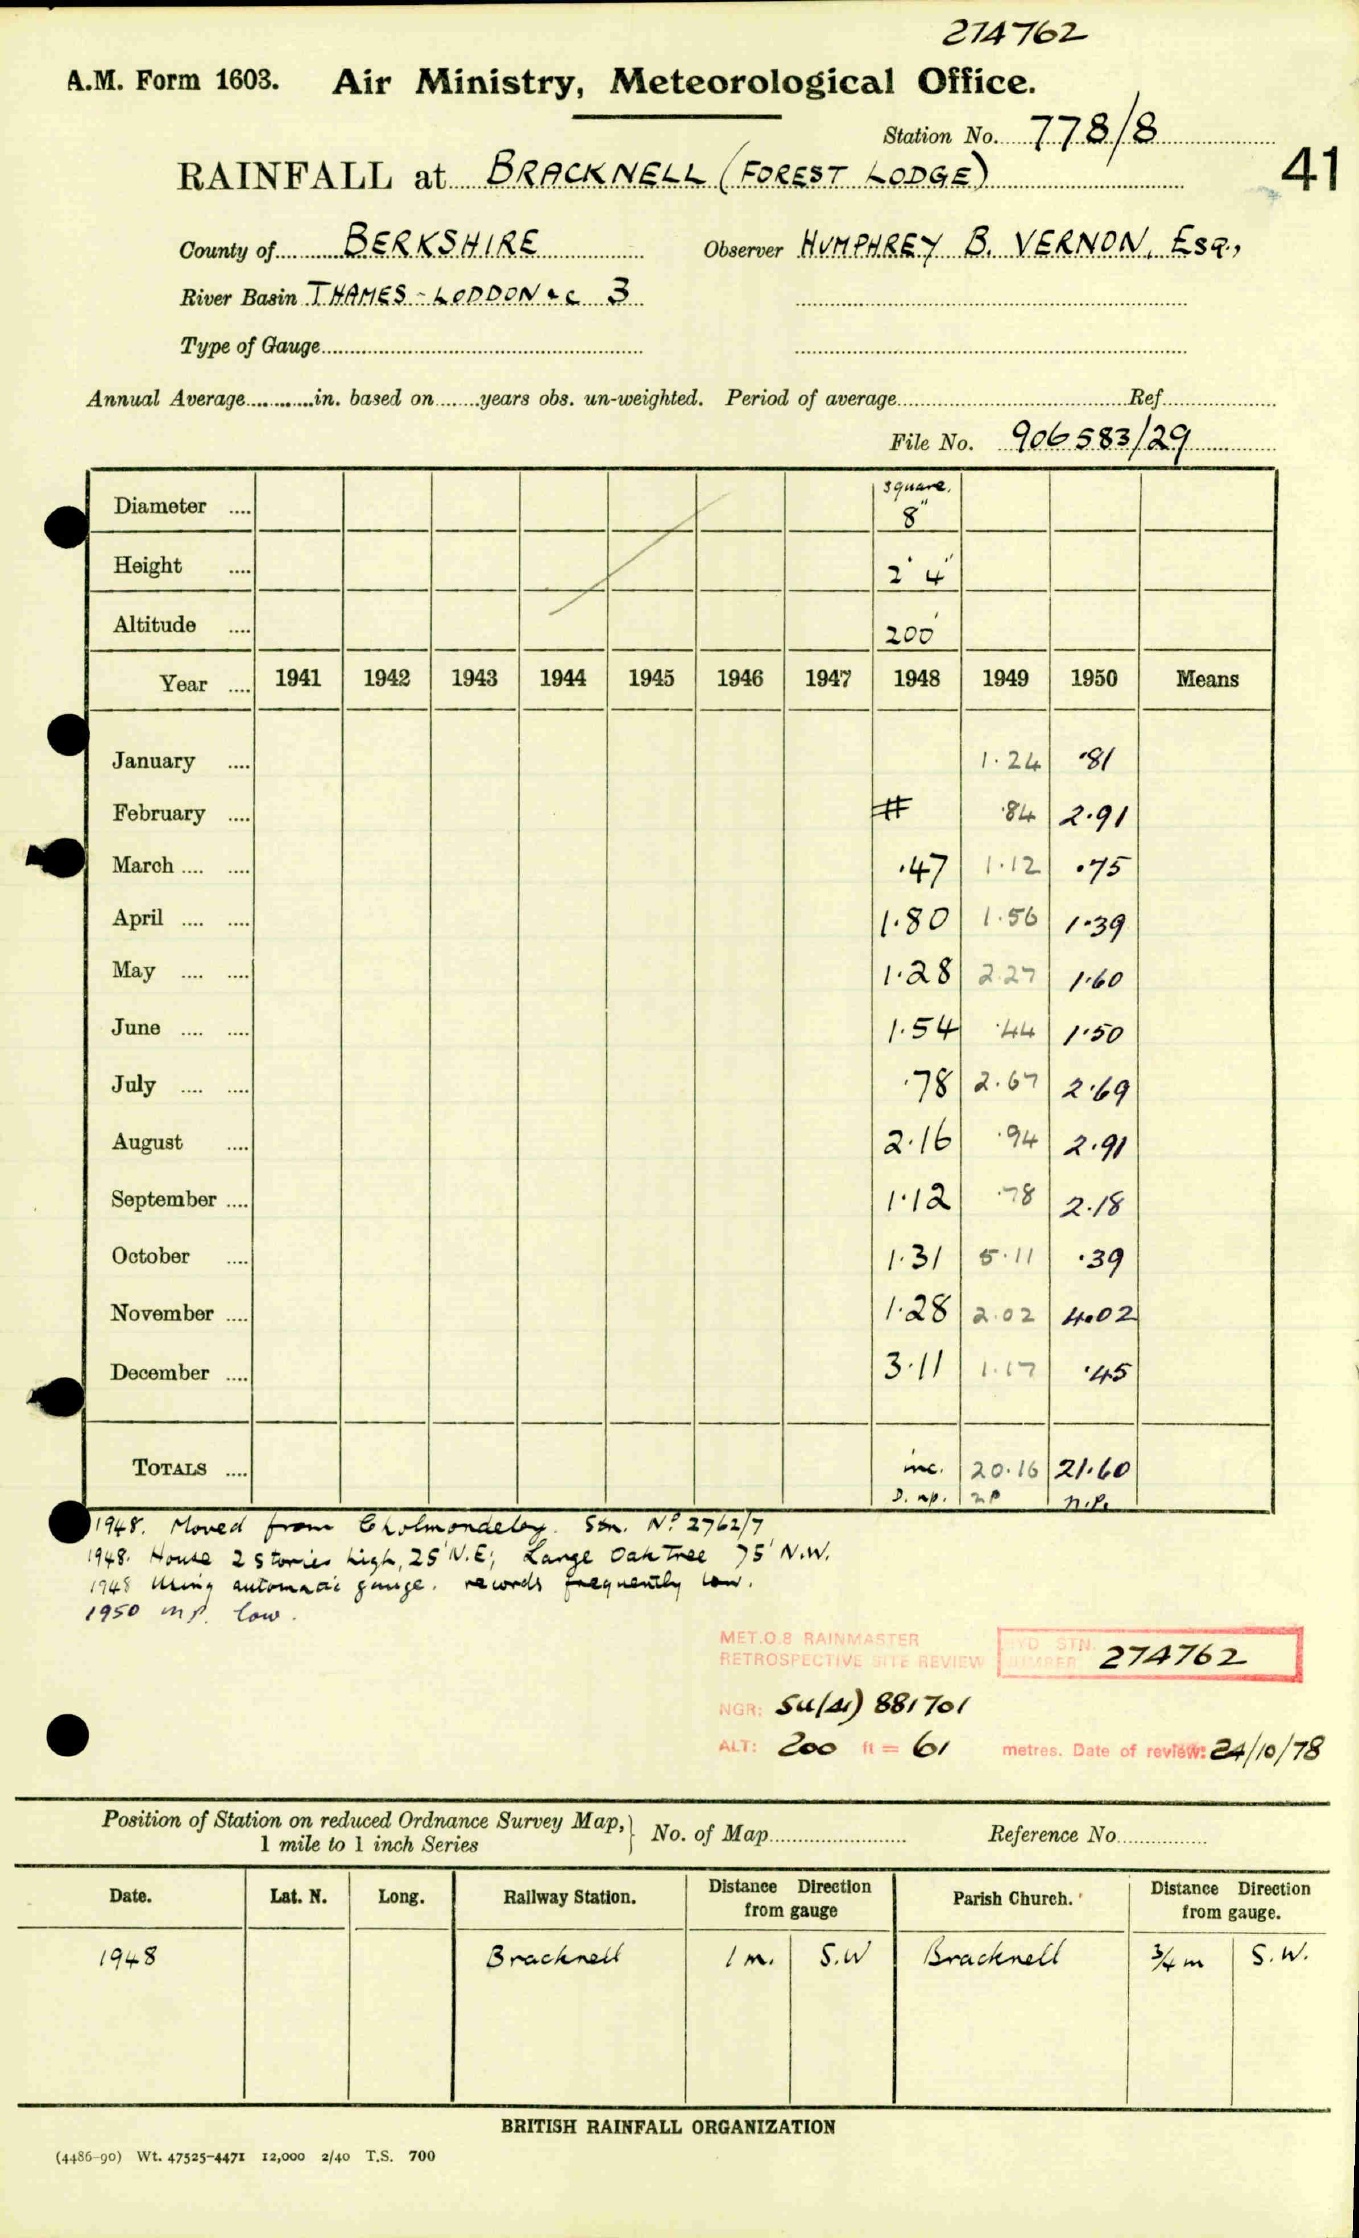 274762
A.M. Form 1603. Air Ministry, Meteorological Office.
Station No. 778/8
41
RAINFALL at BRACKNELL (FOREST LODGE)
County of BERKSHIRE Observer HUMPHREY B. VERNON, Esq.,
River Basin THAMES - LODDON &c 3
Type of Gauge
Annual Average in. based on years obs. un-weighted. Period of average Ref
File No. 906583/29
Diameter square. 8"
Height 2' 4"
Altitude 200'
Year 1941 1942 1943 1944 1945 1946 1947 1948 1949 1950 Means
January 1.24 .81
February # .84 2.91
March .47 1.12 .75
April 1.80 1.56 1.39
May 1.28 2.27 1.60
June 1.54 .44 1.50
July .78 2.67 2.69
August 2.16 .94 2.91
September 1.12 .78 2.18
October 1.31 5.11 .39
November 1.28 2.02 4.02
December 3.11 1.17 .45
TOTALS inc. 20.16 21.60
D. np. np n.p.
1948. Moved from Cholmondeley. Stn. No 2762/7
1948. House 2 stories high, 25' N.E; Large Oak Tree 75' N.W.
1948 Using automatic gauge. records frequently low.
1950 np. low.
MET.O.8 RAINMASTER
RETROSPECTIVE SITE REVIEW
HYD STN. NUMBER 274762
NGR: SU(41) 881701
ALT: 200 ft = 61 metres. Date of review: 24/10/78
Position of Station on reduced Ordnance Survey Map, 1 mile to 1 inch Series No. of Map Reference No
Date. Lat. N. Long. Railway Station. Distance Direction from gauge Parish Church. Distance Direction from gauge.
1948 Bracknell 1 m. S.W Bracknell 3/4 m S.W.
BRITISH RAINFALL ORGANIZATION
(4486-90) Wt. 47525-4471 12,000 2/40 T.S. 700